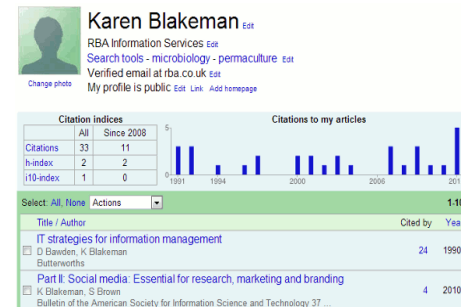 Karen Blakeman Edit
RBA Information Services Edit
Search tools - microbiology - permaculture Edit
Verified email at rba.co.uk Edit
Change photo
My profile is public Edit Link Add homepage
Citation indices
All Since 2008
Citations 33 11
h-index 2 2
i10-index 1 0
Citations to my articles
5
1991 1994 2000 2006 201
Select: All, None Actions 1-10
Title / Author Cited by Yea
IT strategies for information management 24 1990
D Bawden, K Blakeman
Butterworths
Part II: Social media: Essential for research, marketing and branding 4 2010
K Blakeman, S Brown
Bulletin of the American Society for Information Science and Technology 37 ...